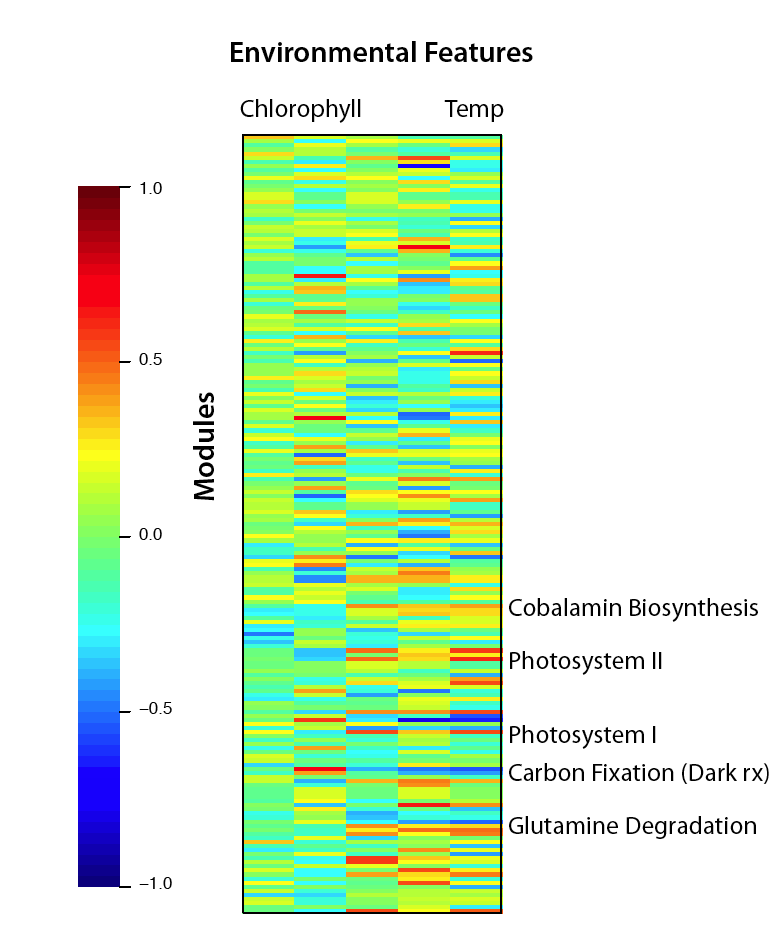 Environmental Features
Chlorophyll Temp
1.0
0.5
0.0
−0.5
−1.0
Modules
Cobalamin Biosynthesis
Photosystem II
Photosystem I
Carbon Fixation (Dark rx)
Glutamine Degradation